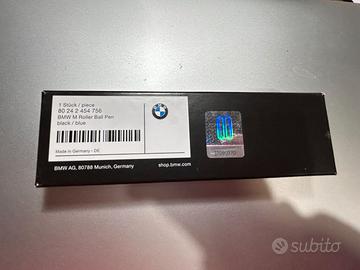 1 Stück / piece
80 24 2 454 756
BMW M Roller Ball Pen
black / blue
BMW
Made in Germany - DE
BMW AG, 80788 Munich, Germany
shop.bmw.com
subito